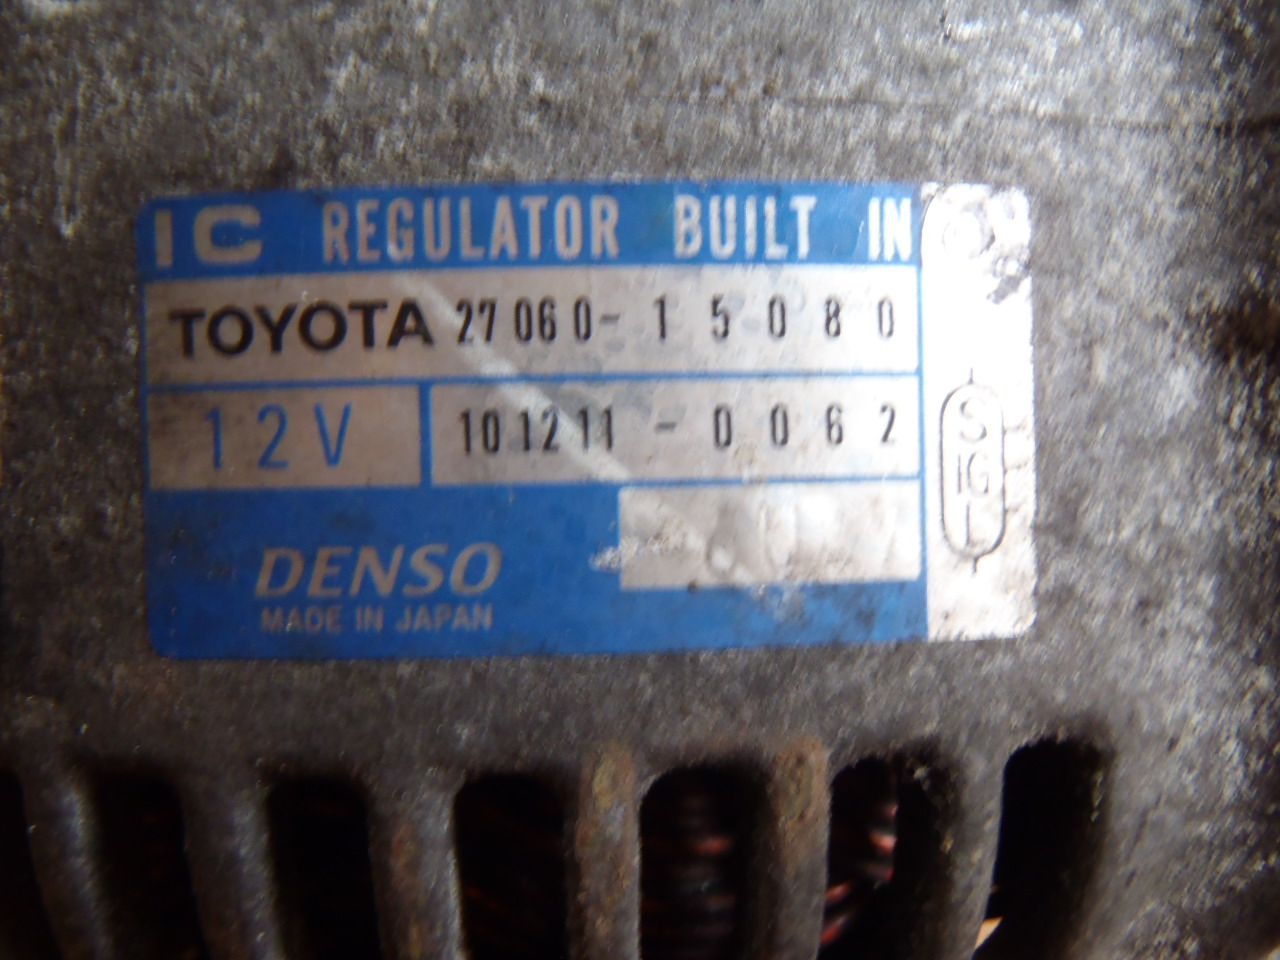 IC REGULATOR BUILT IN
TOYOTA 27060-15080
12V 101211-0062
DENSO
MADE IN JAPAN
S
IG
L